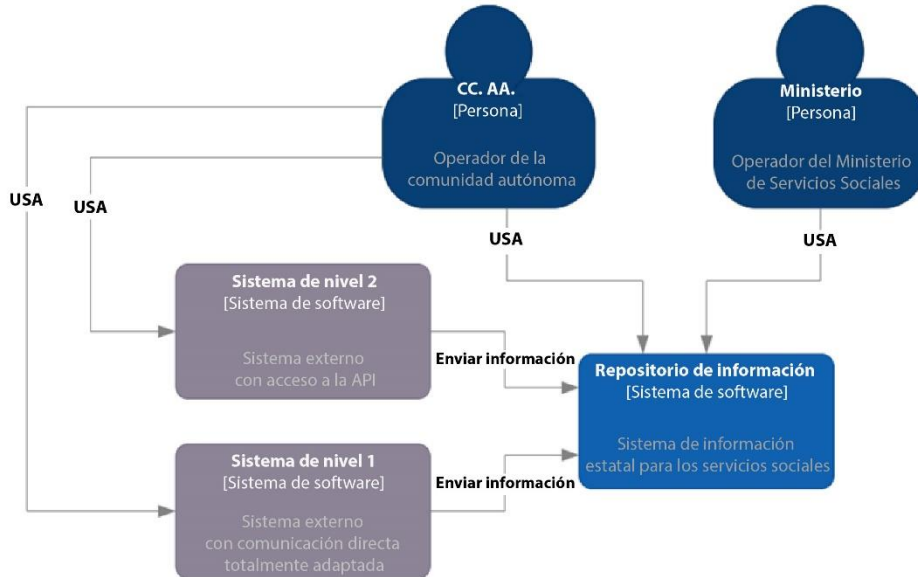 CC. AA.
[Persona]
Operador de la
comunidad autónoma
Ministerio
[Persona]
Operador del Ministerio
de Servicios Sociales
USA
USA
USA
USA
Sistema de nivel 2
[Sistema de software]
Sistema externo
con acceso a la API
Enviar información
Repositorio de información
[Sistema de software]
Sistema de información
estatal para los servicios sociales
Sistema de nivel 1
[Sistema de software]
Sistema externo
con comunicación directa
totalmente adaptada
Enviar información